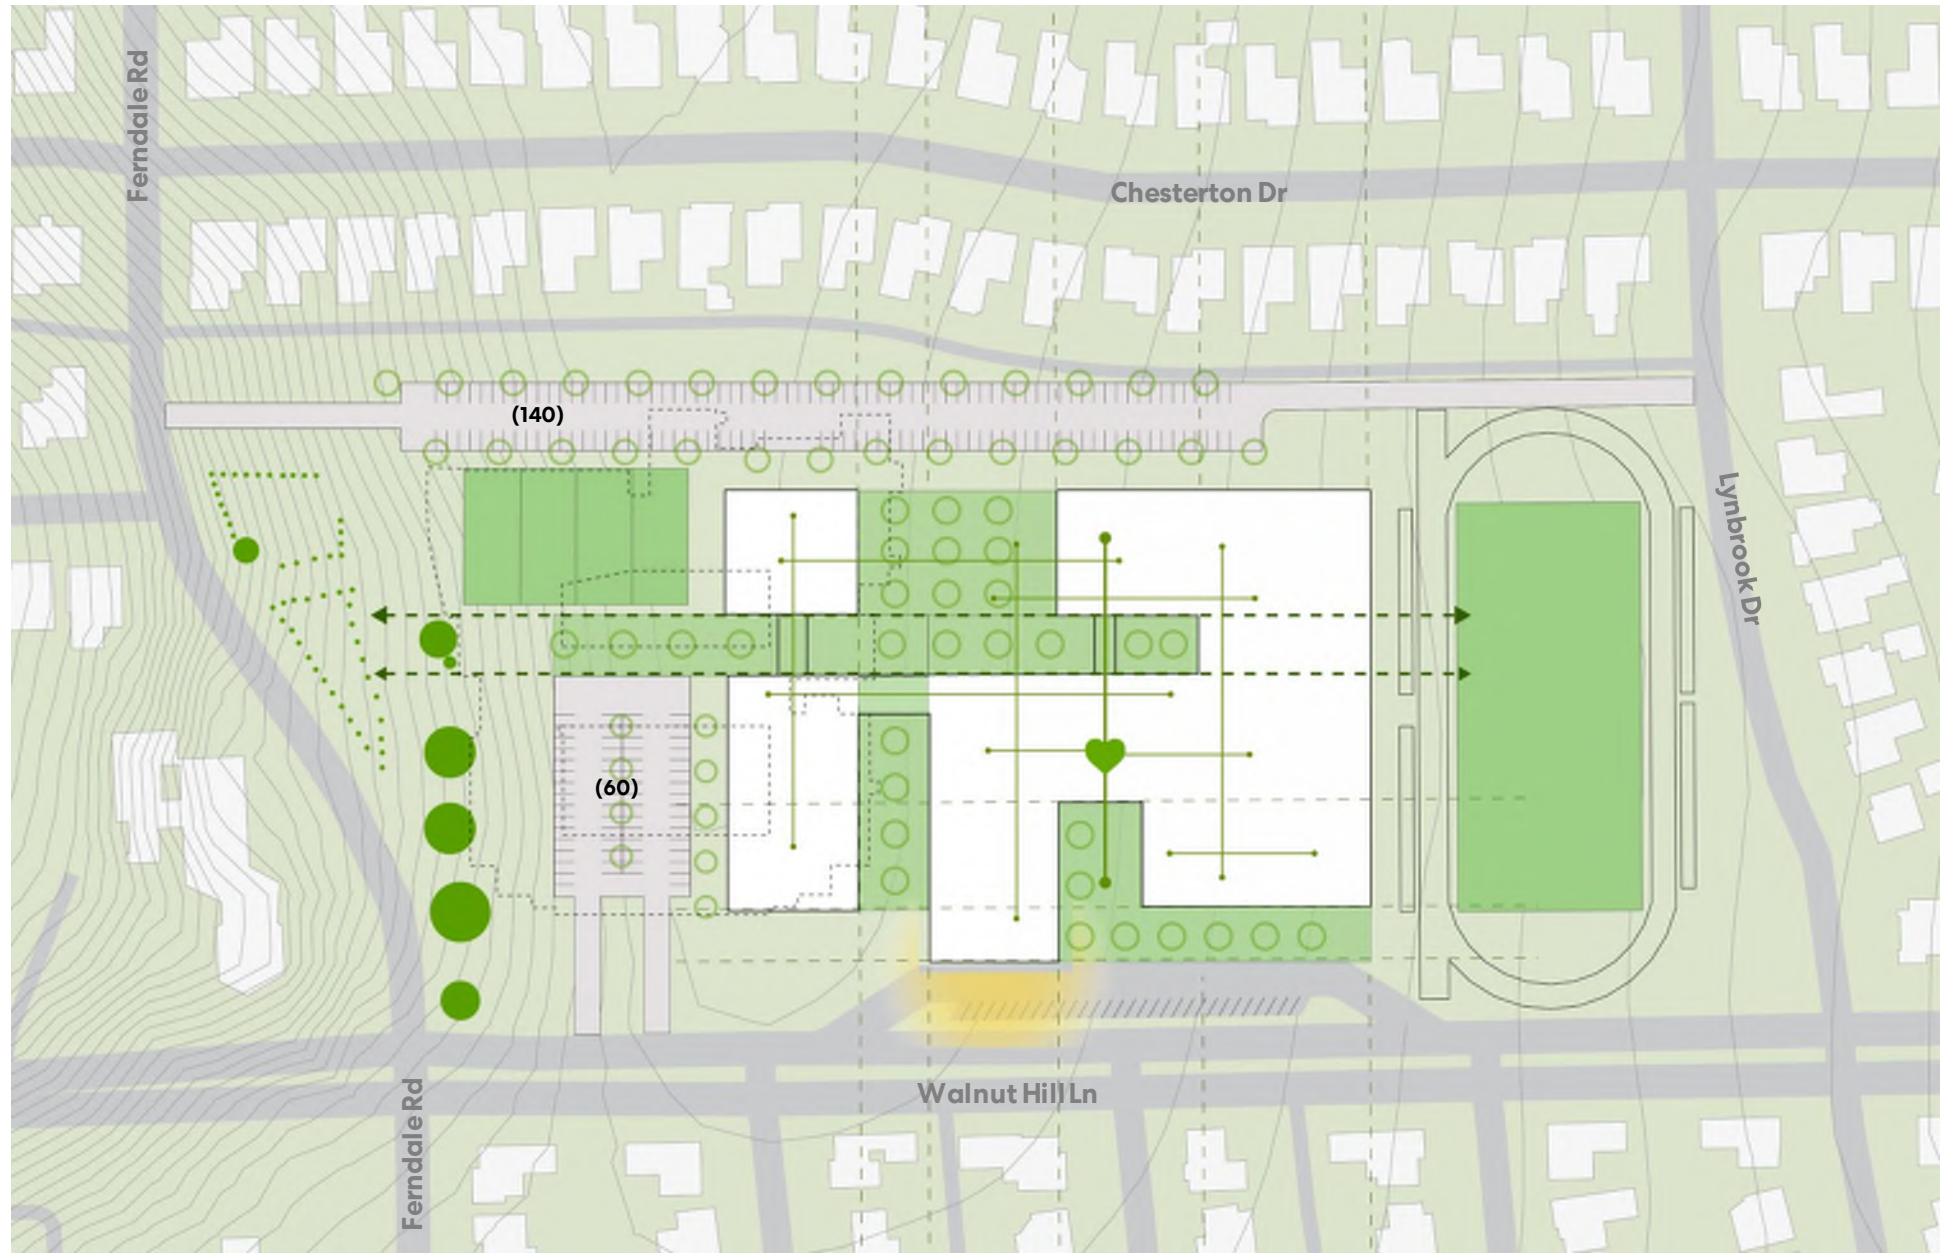 Ferndale Rd
Chesterton Dr
(140)
Lynbrook Dr
(60)
Walnut Hill Ln
Ferndale Rd